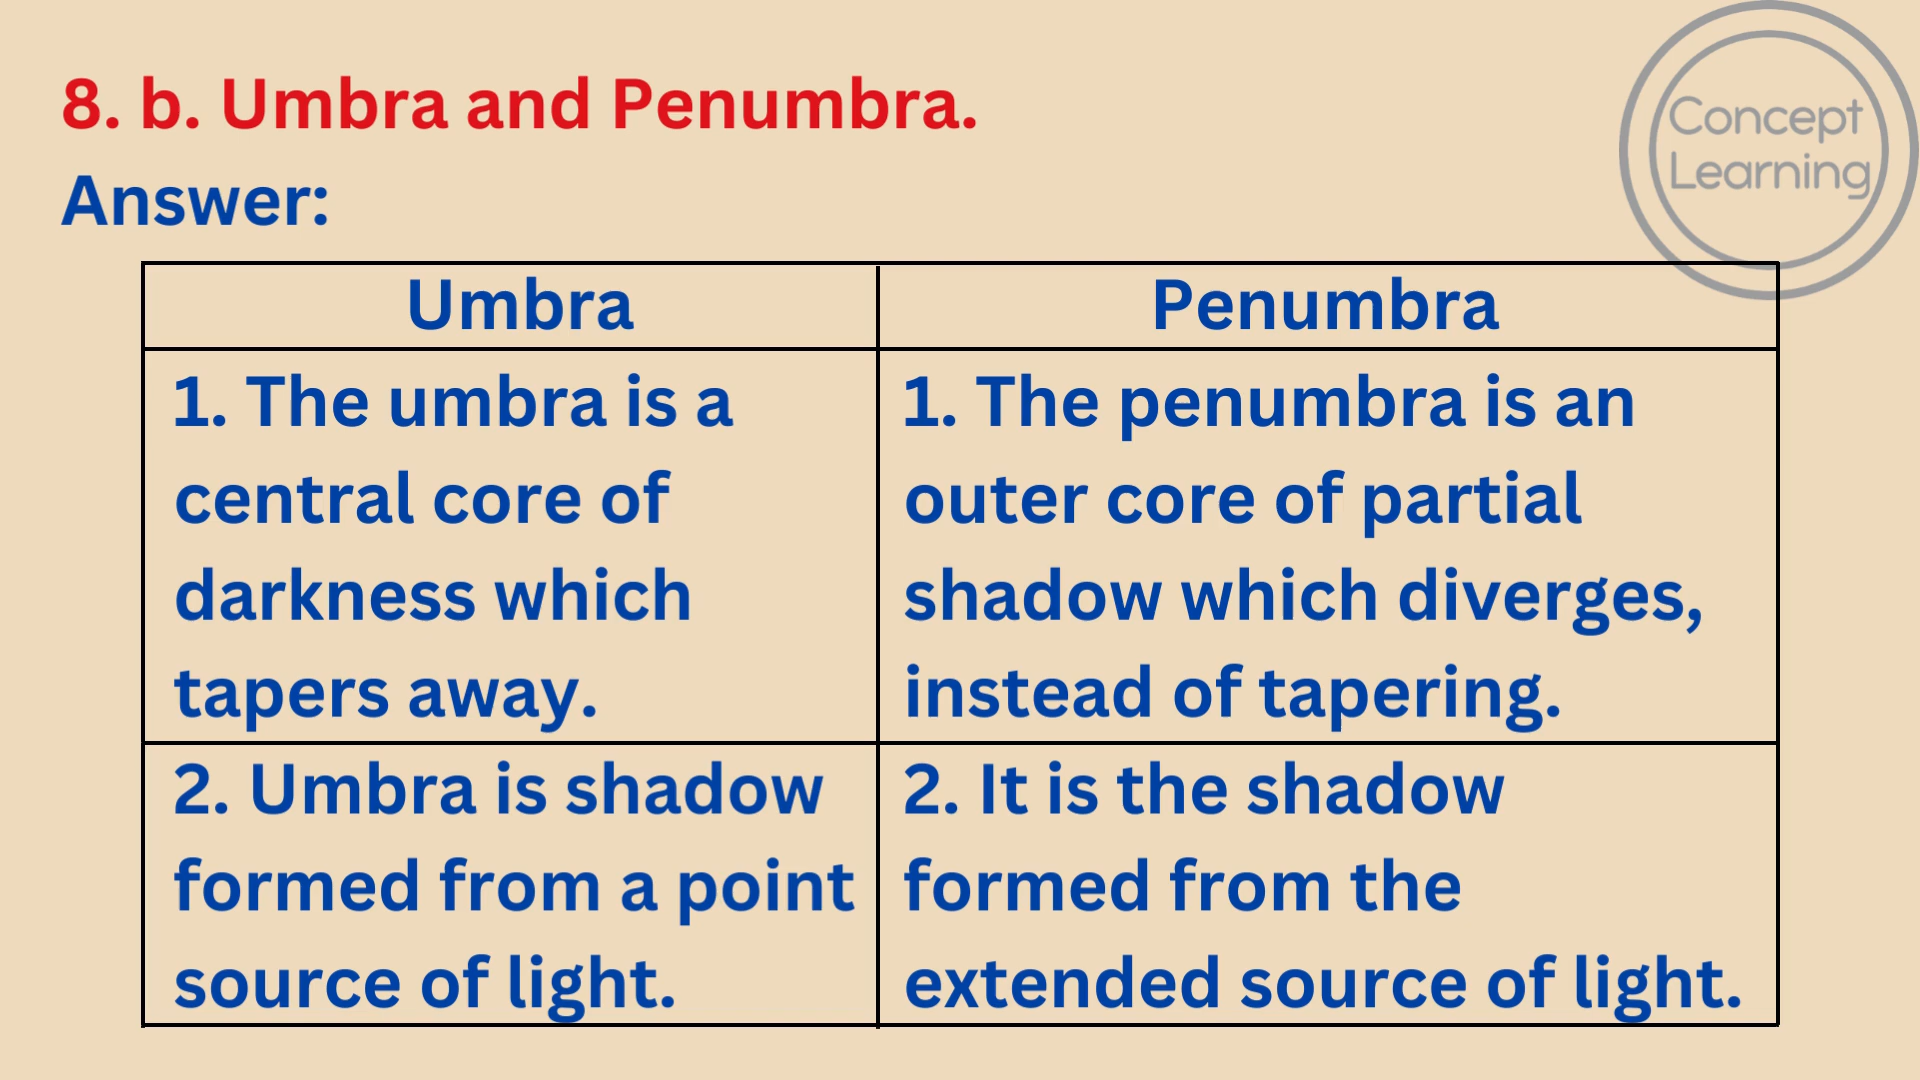 8. b. Umbra and Penumbra.
Concept
Learning
Answer:
Umbra
Penumbra
1. The umbra is a
central core of
darkness which
tapers away.
1. The penumbra is an
outer core of partial
shadow which diverges,
instead of tapering.
2. Umbra is shadow
formed from a point
source of light.
2. It is the shadow
formed from the
extended source of light.